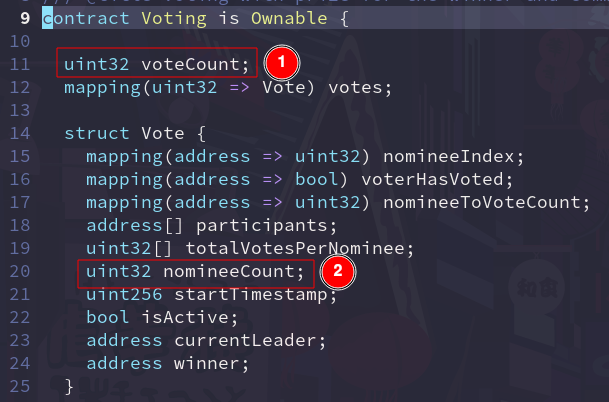 9 contract Voting is Ownable {
10
11 uint32 voteCount; 1
12 mapping(uint32 => Vote) votes;
13
14 struct Vote {
15 mapping(address => uint32) nomineeIndex;
16 mapping(address => bool) voterHasVoted;
17 mapping(address => uint32) nomineeToVoteCount;
18 address[] participants;
19 uint32[] totalVotesPerNominee;
20 uint32 nomineeCount; 2
21 uint256 startTimestamp;
22 bool isActive;
23 address currentLeader;
24 address winner;
25 }